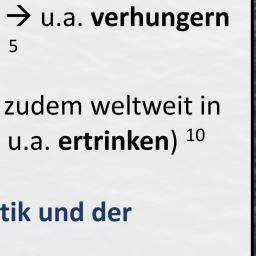 → u.a. verhungern
5
zudem weltweit in
u.a. ertrinken) 10
tik und der